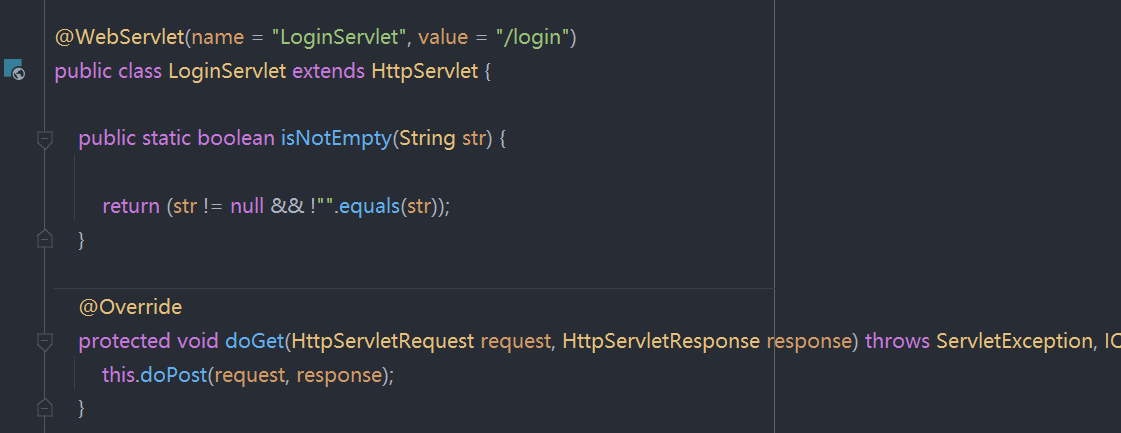 @WebServlet(name = "LoginServlet", value = "/login")
public class LoginServlet extends HttpServlet {
public static boolean isNotEmpty(String str) {
return (str != null && !"".equals(str));
}
@Override
protected void doGet(HttpServletRequest request, HttpServletResponse response) throws ServletException, IO
this.doPost(request, response);
}